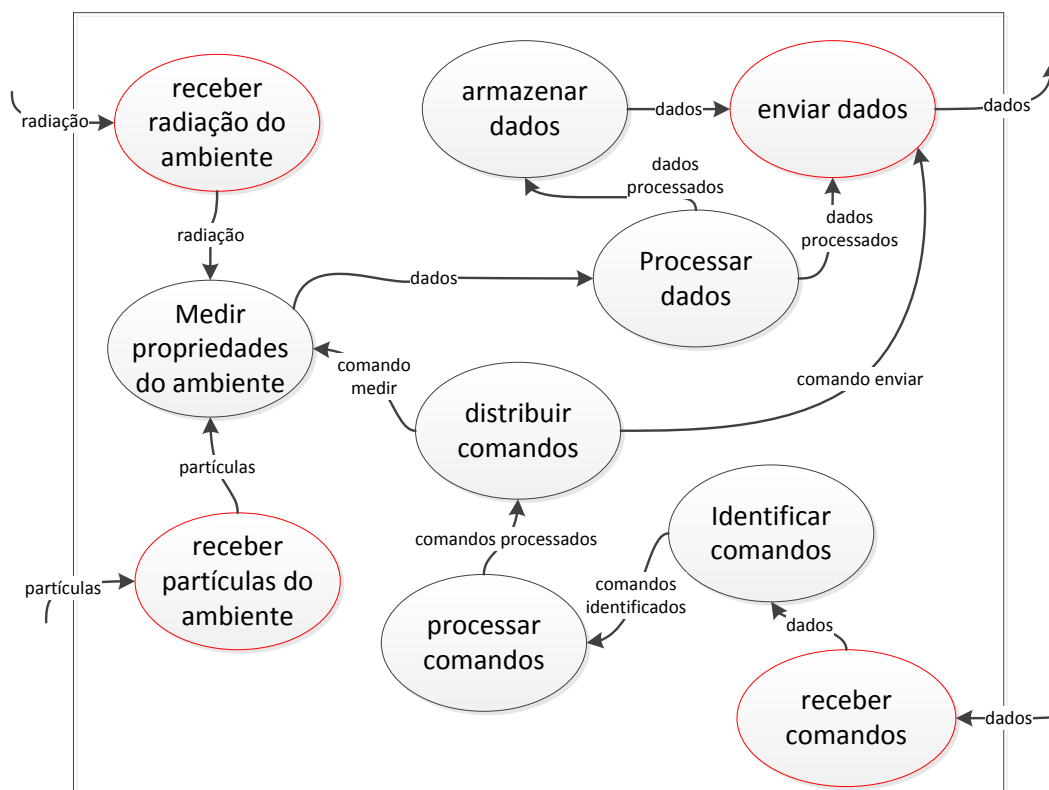 receber
radiação do
ambiente
armazenar
dados
enviar dados
radiação
dados
dados
dados
processados
dados
processados
radiação
Processar
dados
dados
Medir
propriedades
do ambiente
comando
medir
comando enviar
distribuir
comandos
partículas
Identificar
comandos
comandos processados
receber
partículas do
ambiente
partículas
comandos
identificados
processar
comandos
dados
receber
comandos
dados